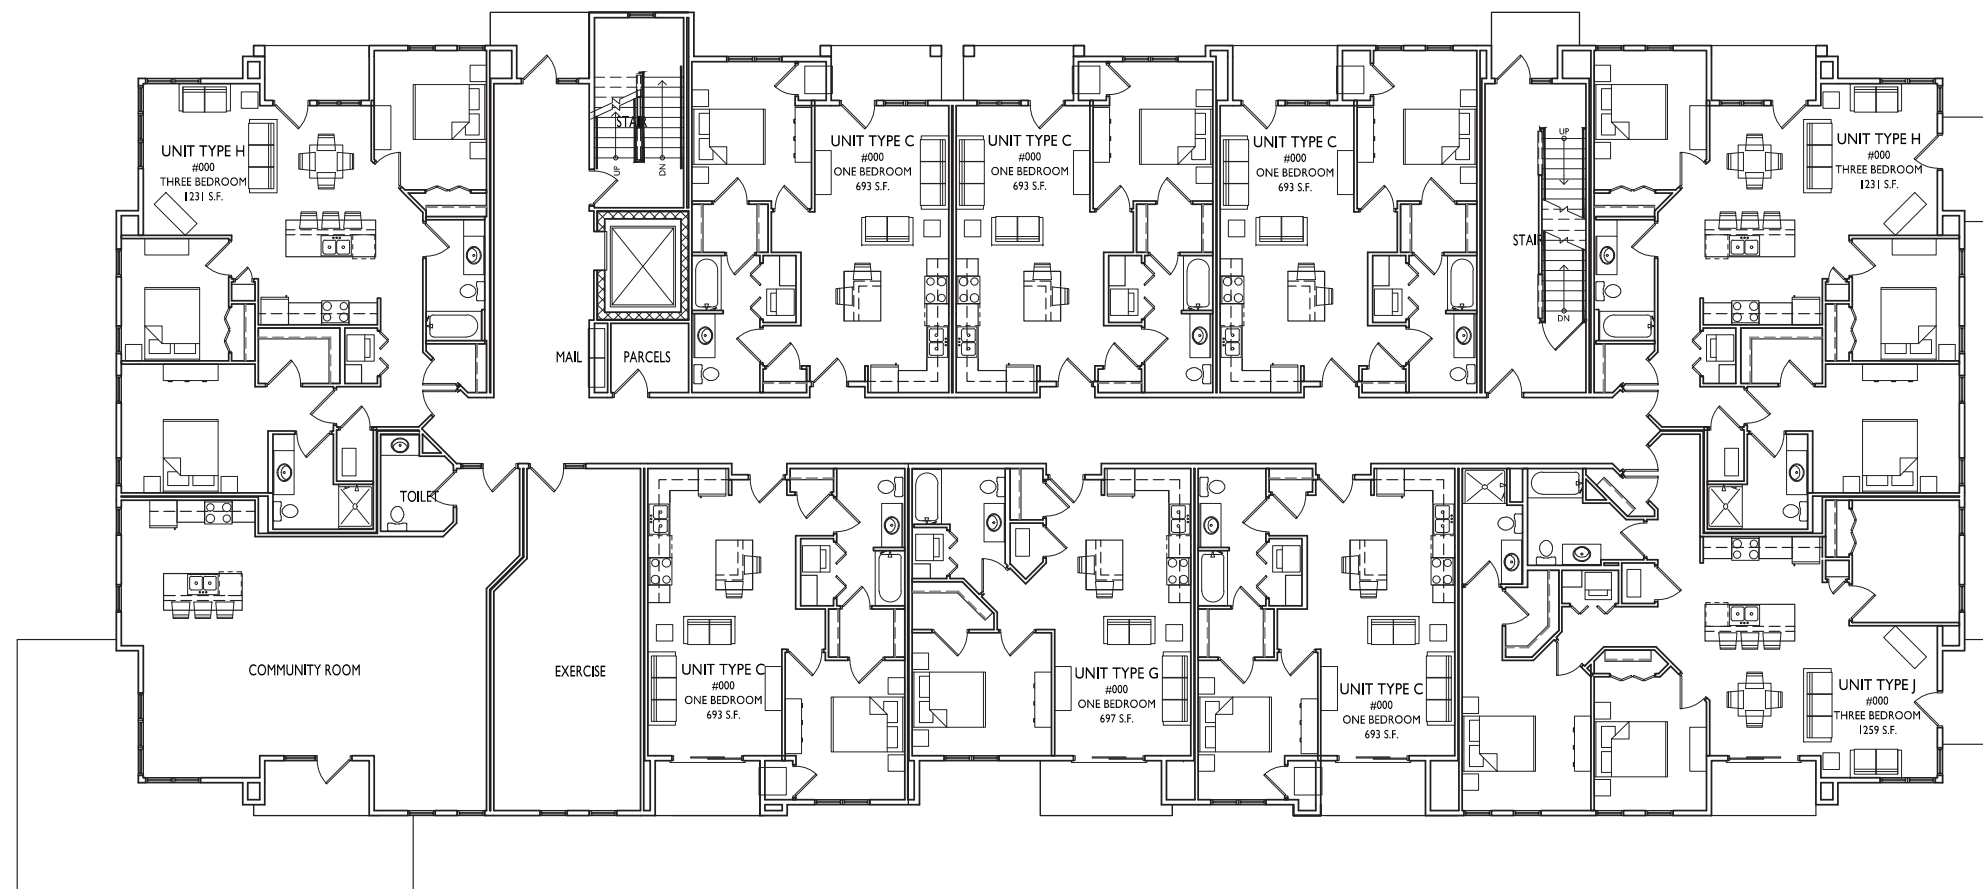 UNIT TYPE H
#000
THREE BEDROOM
1231 S.F.
STAIR
UP
DN
UNIT TYPE C
#000
ONE BEDROOM
693 S.F.
UNIT TYPE C
#000
ONE BEDROOM
693 S.F.
UNIT TYPE C
#000
ONE BEDROOM
693 S.F.
UP
STAIR
DN
UNIT TYPE H
#000
THREE BEDROOM
1231 S.F.
MAIL
PARCELS
TOILET
COMMUNITY ROOM
EXERCISE
UNIT TYPE C
#000
ONE BEDROOM
693 S.F.
UNIT TYPE G
#000
ONE BEDROOM
697 S.F.
UNIT TYPE C
#000
ONE BEDROOM
693 S.F.
UNIT TYPE J
#000
THREE BEDROOM
1259 S.F.